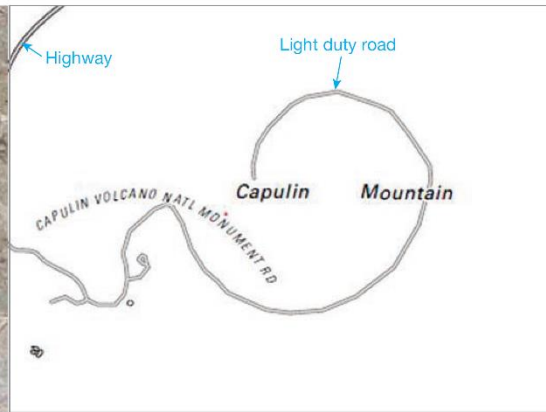 Light duty road
Highway
Capulin Mountain
CAPULIN VOLCANO NATL MONUMENT RD